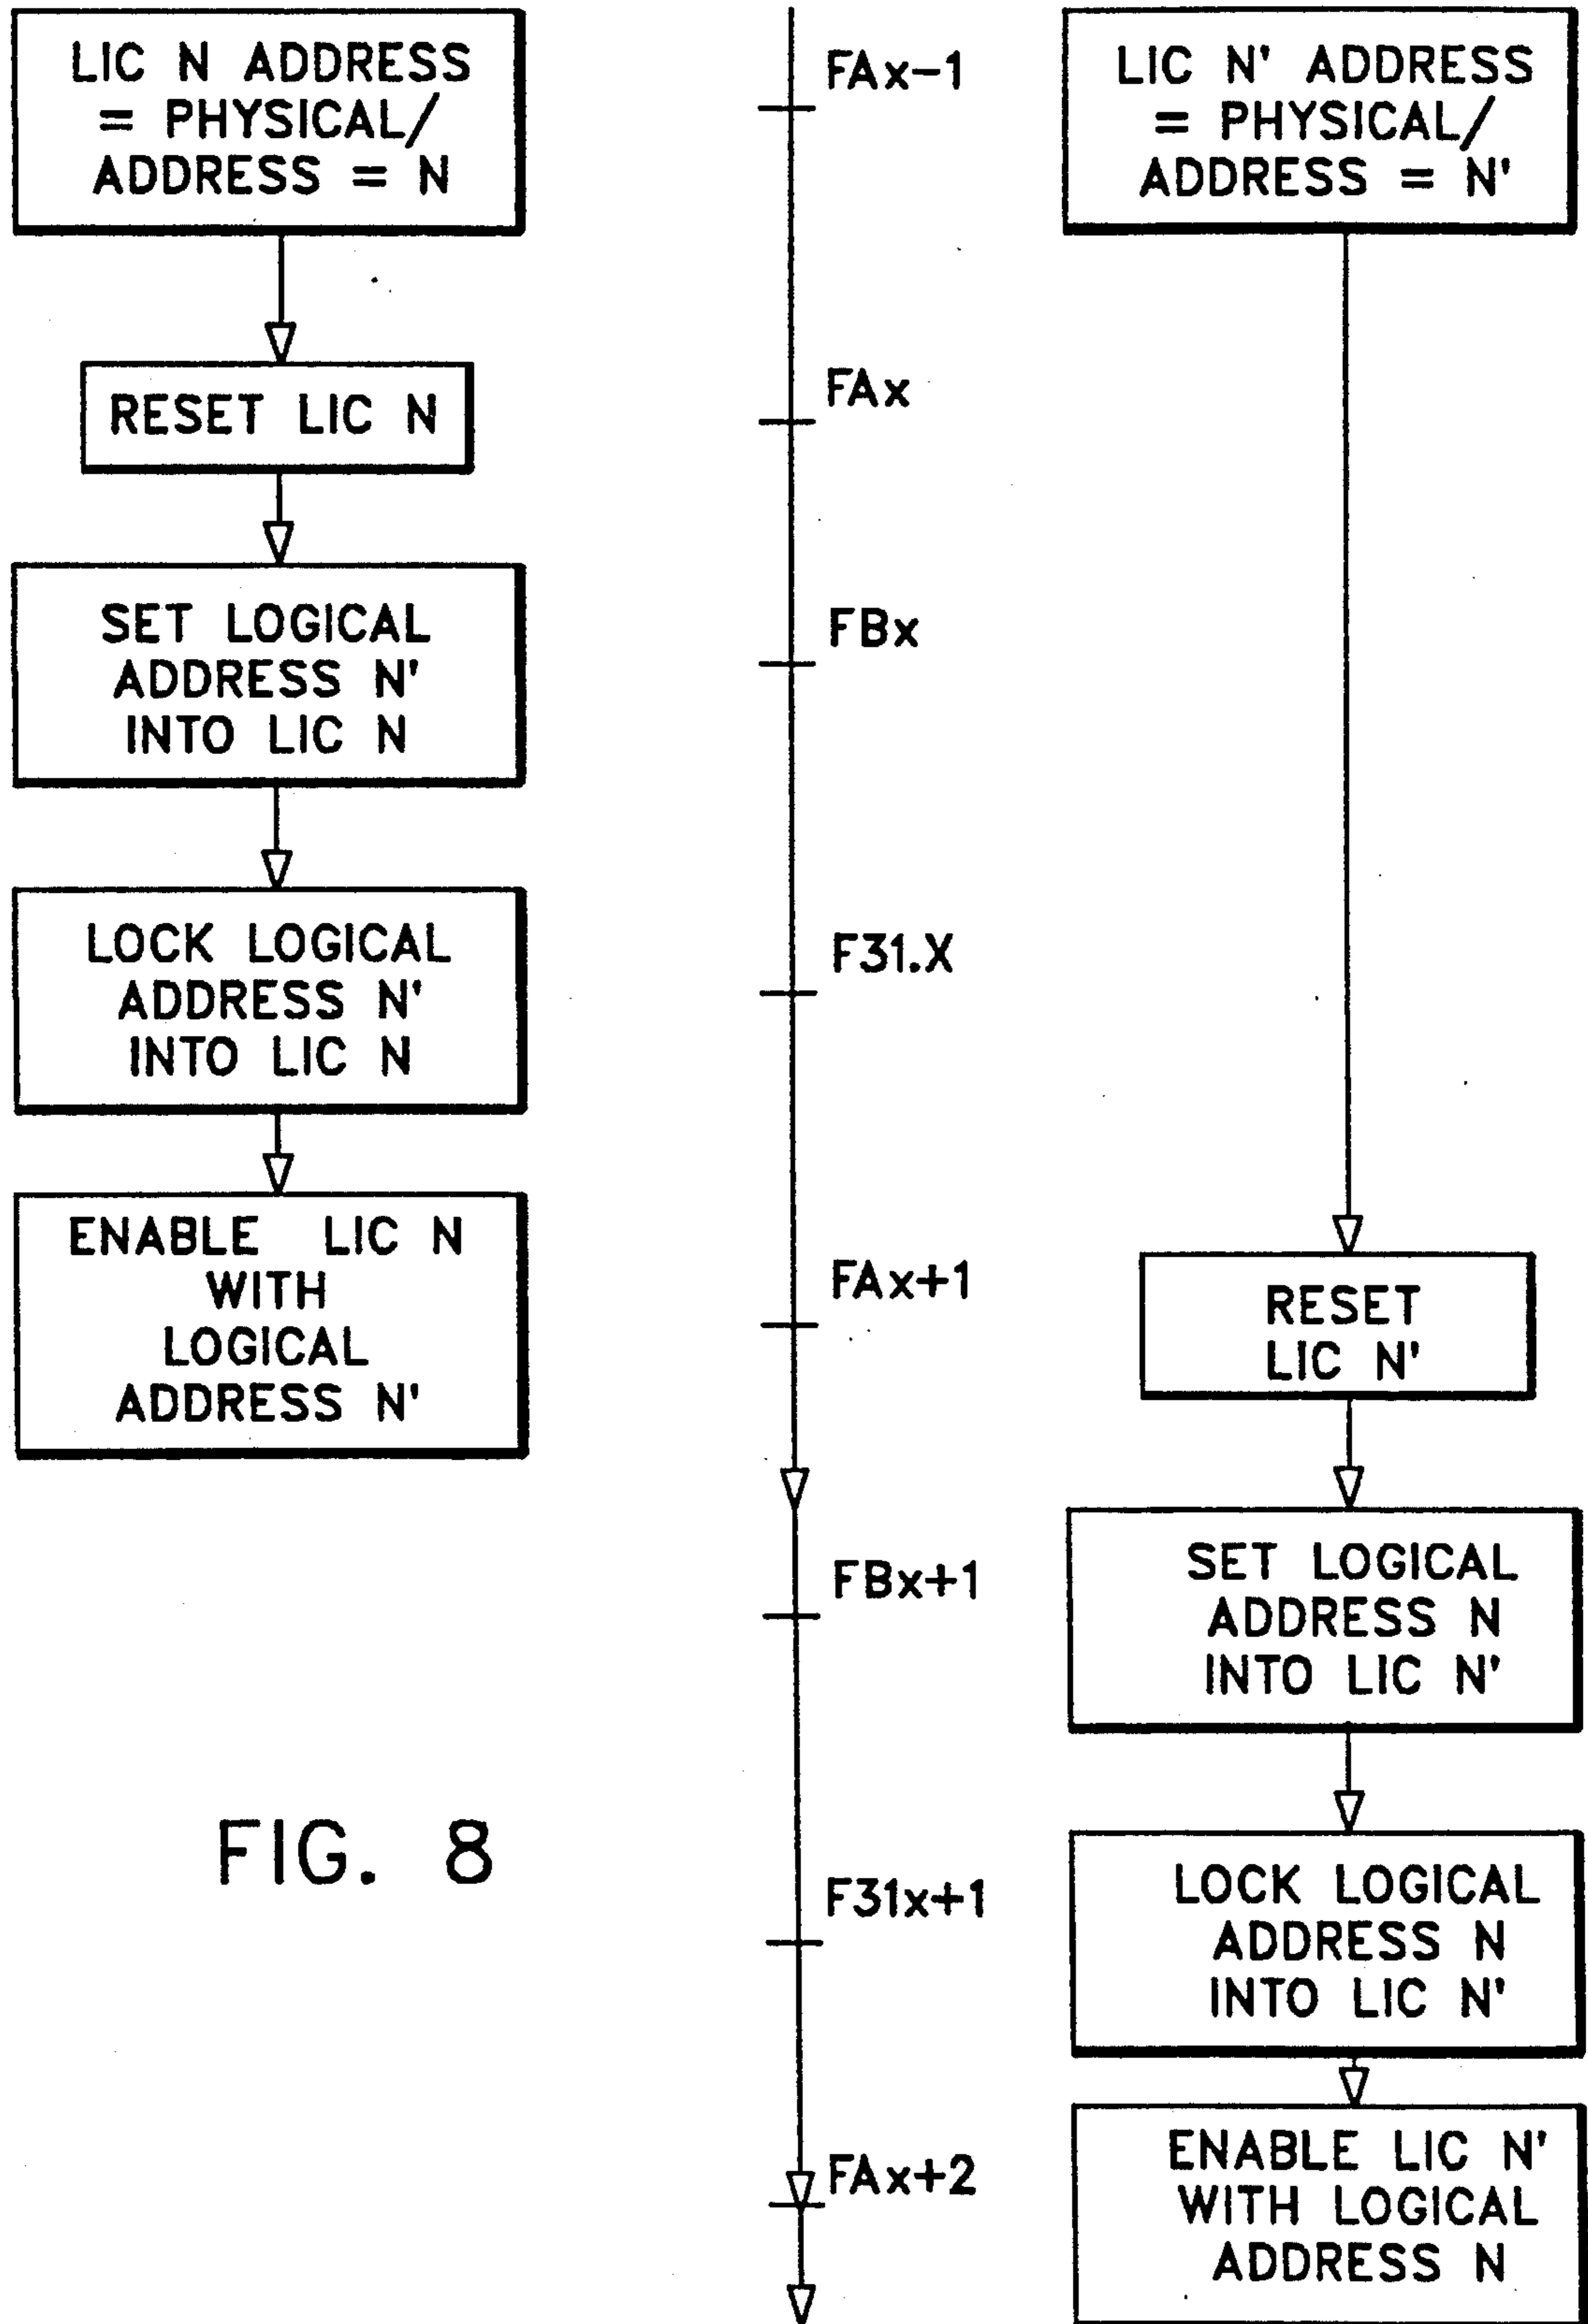 LIC N ADDRESS
= PHYSICAL/
ADDRESS = N
RESET LIC N
SET LOGICAL
ADDRESS N'
INTO LIC N
LOCK LOGICAL
ADDRESS N'
INTO LIC N
ENABLE LIC N
WITH
LOGICAL
ADDRESS N'
FIG. 8
FAx-1
FAx
FBx
F31.X
FAx+1
FBx+1
F31x+1
FAx+2
LIC N' ADDRESS
= PHYSICAL/
ADDRESS = N'
RESET
LIC N'
SET LOGICAL
ADDRESS N
INTO LIC N'
LOCK LOGICAL
ADDRESS N
INTO LIC N'
ENABLE LIC N'
WITH LOGICAL
ADDRESS N